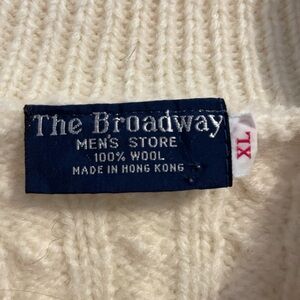 The Broadway
MEN'S STORE
100% WOOL
MADE IN HONG KONG
XL